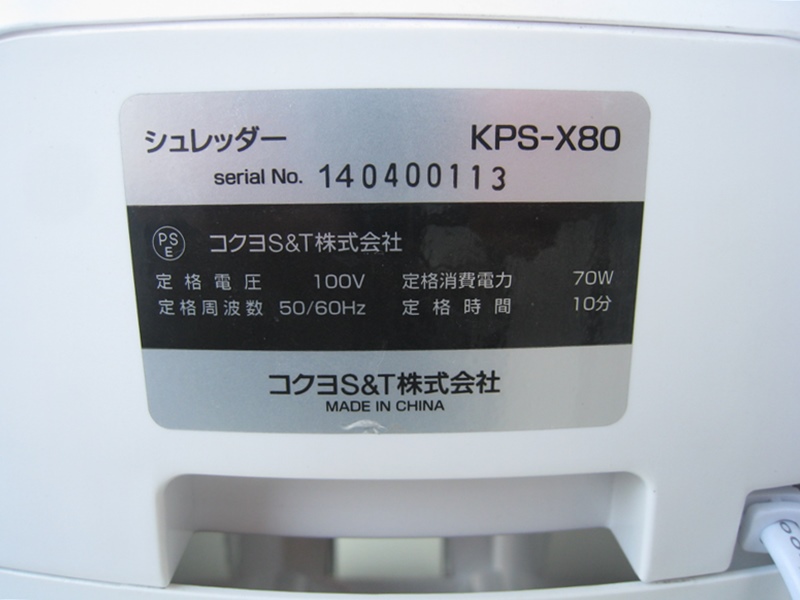 シュレッダー KPS-X80
serial No. 140400113
PSE コクヨS&T株式会社
定格電圧 100V 定格消費電力 70W
定格周波数 50/60Hz 定格時間 10分
コクヨS&T株式会社
MADE IN CHINA